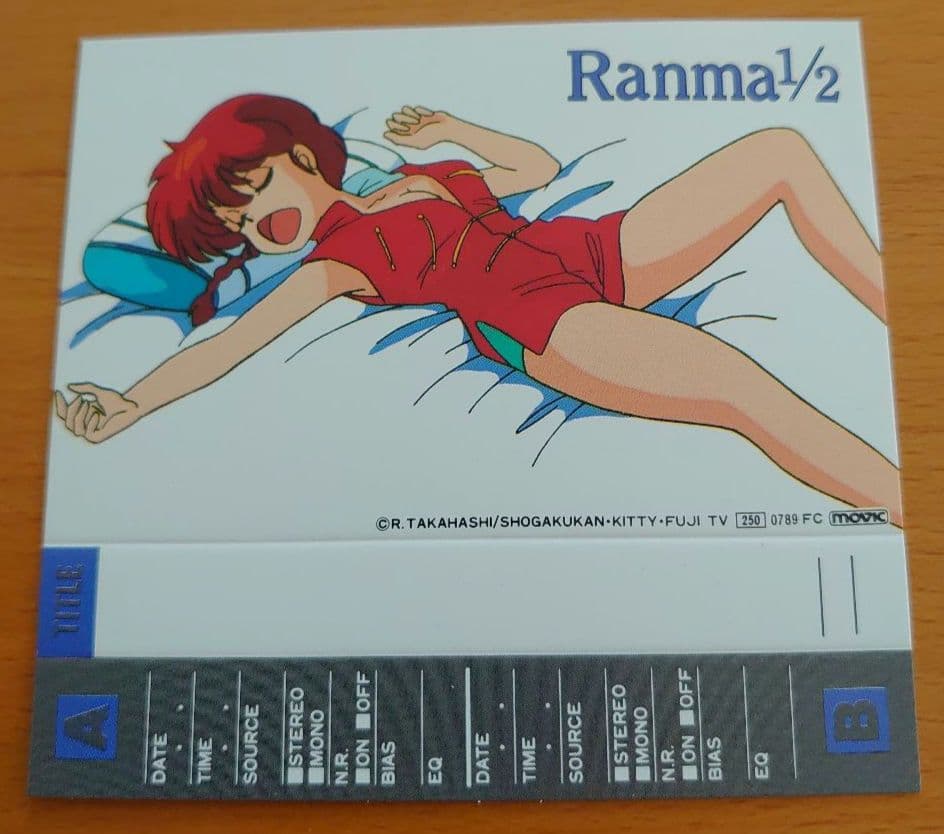 Ranma1/2
©R.TAKAHASHI/SHOGAKUKAN•KITTY•FUJI TV 250 0789 FC movic
TITLE
A
DATE . .
TIME : :
SOURCE
■STEREO
■MONO
N.R.
■ON ■OFF
BIAS
EQ
DATE . .
TIME : :
SOURCE
■STEREO
■MONO
N.R.
■ON ■OFF
BIAS
EQ
B